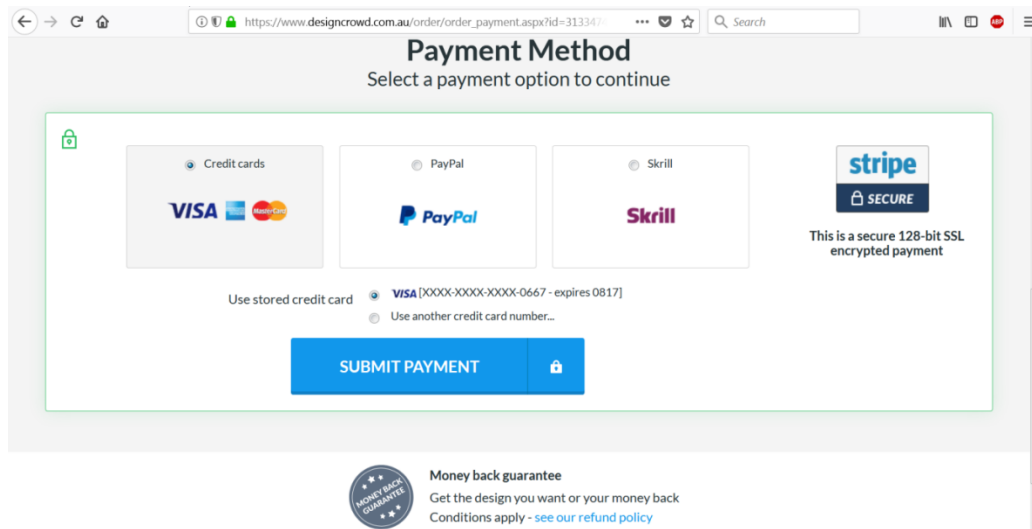 https://www.designcrowd.com.au/order/order_payment.aspx?id=313347
Search
ABP
Payment Method
Select a payment option to continue
Credit cards
PayPal
Skrill
VISA
MasterCard
PayPal
Skrill
stripe
SECURE
This is a secure 128-bit SSL
encrypted payment
Use stored credit card
VISA [XXXX-XXXX-XXXX-0667 - expires 0817]
Use another credit card number...
SUBMIT PAYMENT
MONEY BACK
GUARANTEE
Money back guarantee
Get the design you want or your money back
Conditions apply - see our refund policy